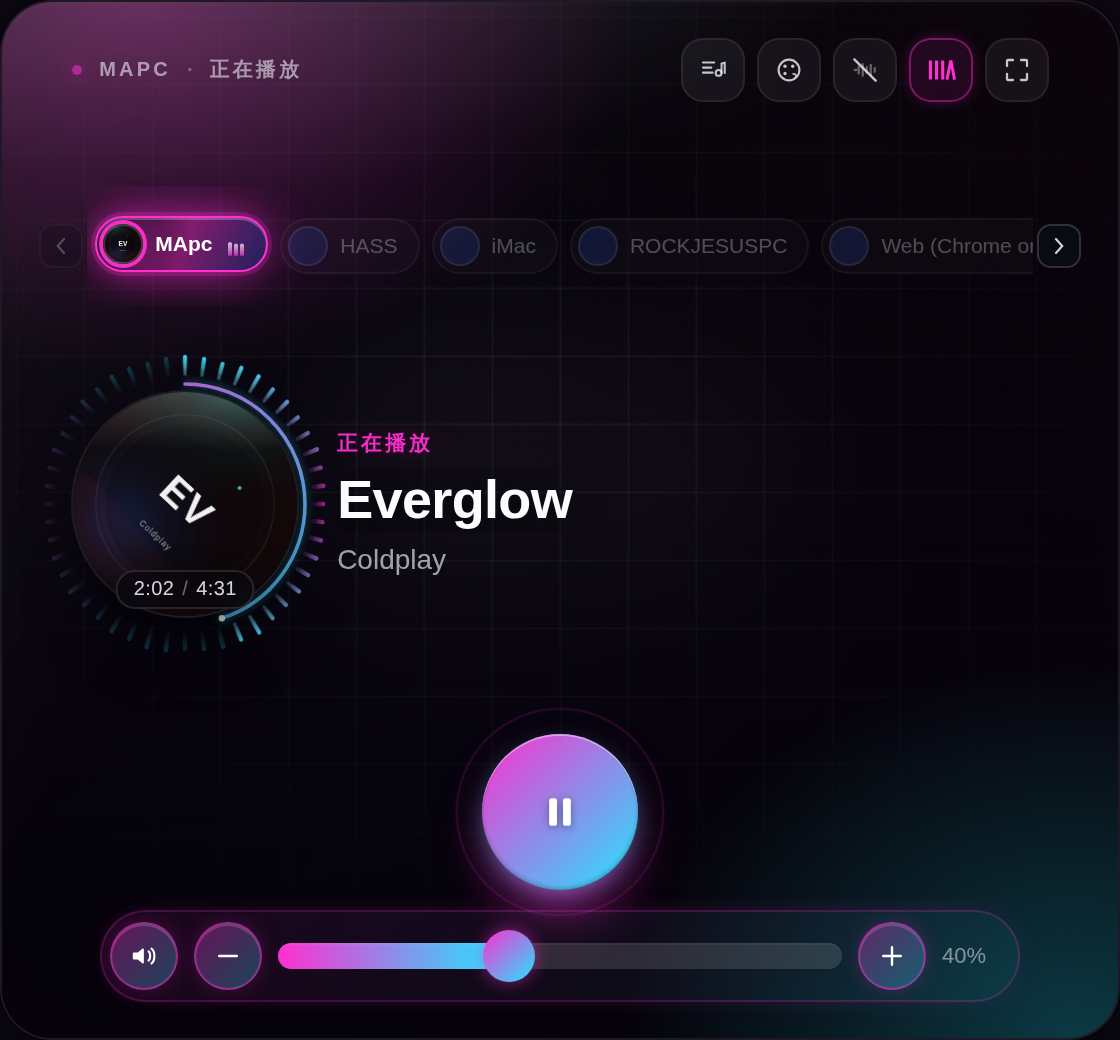 MAPC · 正在播放
EV MApc HASS iMac ROCKJESUSPC Web (Chrome or
正在播放
Everglow
Coldplay
EV
Coldplay
2:02 / 4:31
40%